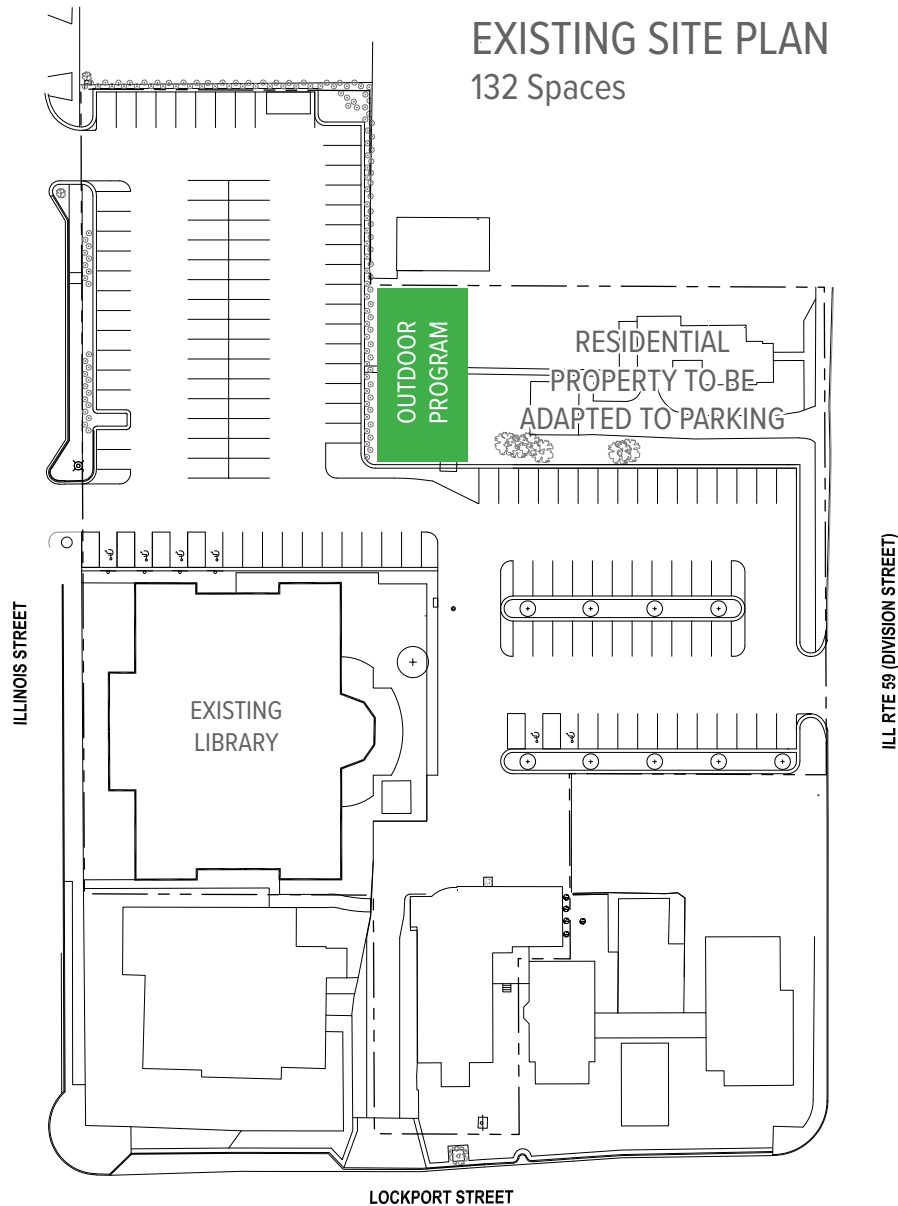 EXISTING SITE PLAN
132 Spaces
OUTDOOR
PROGRAM
RESIDENTIAL
PROPERTY TO BE
ADAPTED TO PARKING
ILLINOIS STREET
EXISTING
LIBRARY
ILL RTE 59 (DIVISION STREET)
LOCKPORT STREET